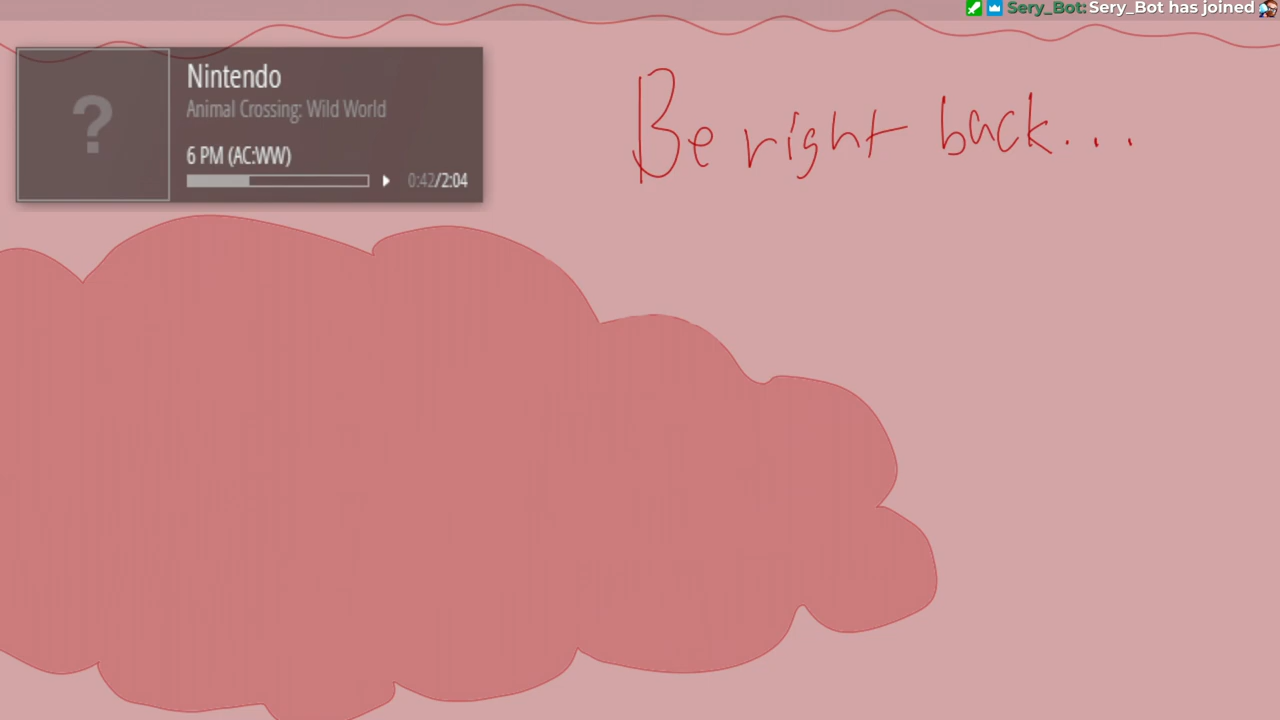 Sery_Bot: Sery_Bot has joined
Nintendo
Animal Crossing: Wild World
6 PM (AC:WW)
0:42/2:04
?
Be right back...